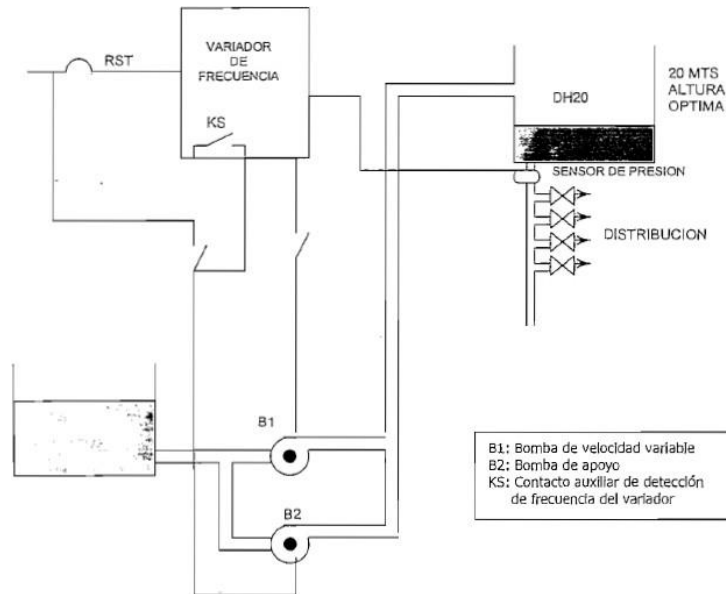 VARIADOR
DE
FRECUENCIA
RST
KS
DH20
20 MTS
ALTURA
OPTIMA
SENSOR DE PRESION
DISTRIBUCION
B1
B2
B1: Bomba de velocidad variable
B2: Bomba de apoyo
KS: Contacto auxiliar de detección
de frecuencia del variador